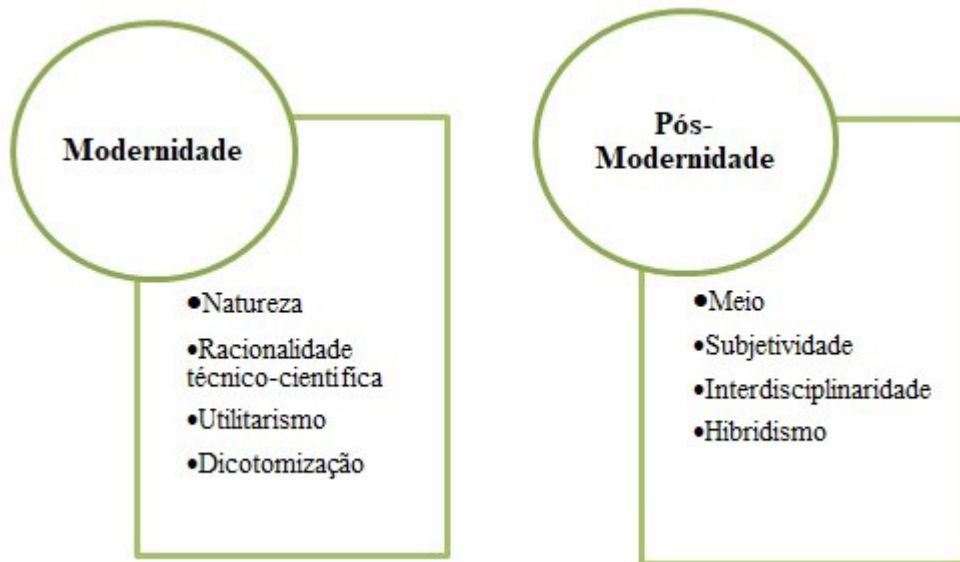 Modernidade
•Natureza
•Racionalidade
técnico-científica
•Utilitarismo
•Dicotomização
Pós-
Modernidade
•Meio
•Subjetividade
•Interdisciplinaridade
•Hibridismo